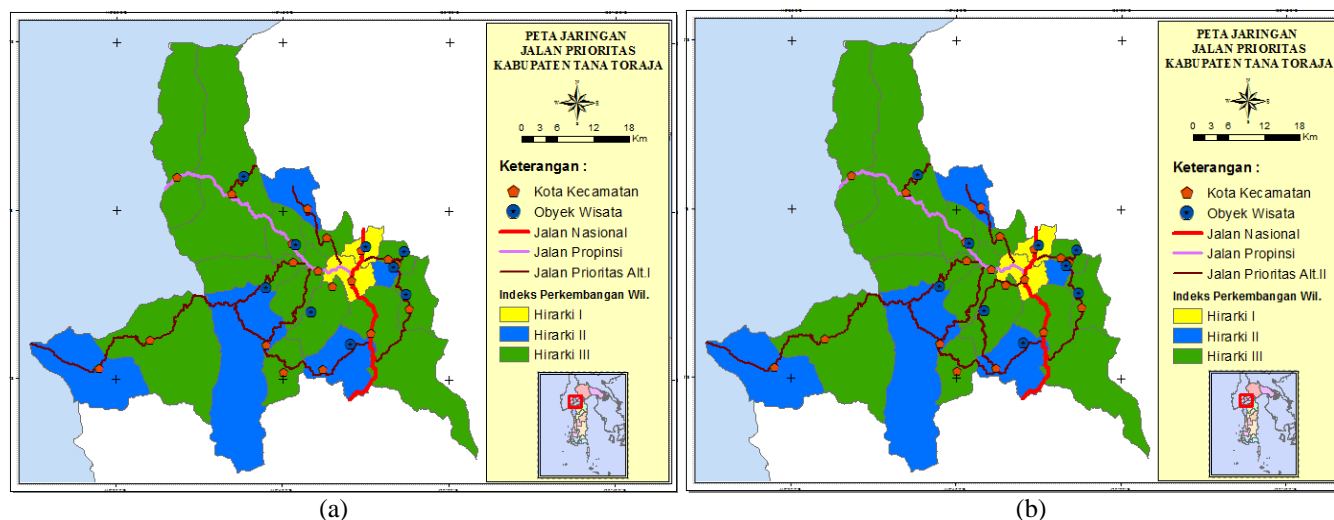 PETA JARINGAN
JALAN PRIORITAS
KABUPATEN TANA TORAJA
N
W
E
S
0 3 6 12 18
Km
Keterangan :
Kota Kecamatan
Obyek Wisata
Jalan Nasional
Jalan Propinsi
Jalan Prioritas Alt.I
Indeks Perkembangan Wil.
Hirarki I
Hirarki II
Hirarki III
(a)
PETA JARINGAN
JALAN PRIORITAS
KABUPATEN TANA TORAJA
N
W
E
S
0 3 6 12 18
Km
Keterangan :
Kota Kecamatan
Obyek Wisata
Jalan Nasional
Jalan Propinsi
Jalan Prioritas Alt.II
Indeks Perkembangan Wil.
Hirarki I
Hirarki II
Hirarki III
(b)